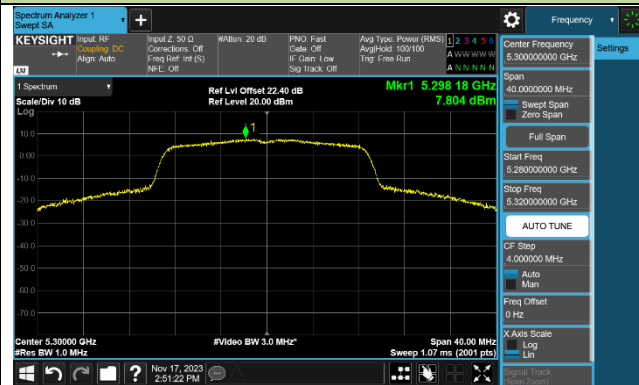 Spectrum Analyzer 1
Swept SA
Frequency
KEYSIGHT
Input: RF
Coupling: DC
Align: Auto
Input Z: 50 Ω
Corrections: Off
Freq Ref: Int (S)
NFE: Off
#Atten: 20 dB
PNO: Fast
Gate: Off
IF Gain: Low
Sig Track: Off
Avg Type: Power (RMS)
Avg|Hold: 100/100
Trig: Free Run
1 2 3 4 5 6
A W W W W W
A N N N N N
LXI
1 Spectrum
Scale/Div 10 dB
Ref Lvl Offset 22.40 dB
Ref Level 20.00 dBm
Mkr1 5.298 18 GHz
7.804 dBm
Log
1
10.0
0.00
-10.0
-20.0
-30.0
-40.0
-50.0
-60.0
-70.0
Center 5.30000 GHz
#Res BW 1.0 MHz
#Video BW 3.0 MHz*
Span 40.00 MHz
Sweep 1.07 ms (2001 pts)
Center Frequency
5.300000000 GHz
Settings
Span
40.0000000 MHz
Swept Span
Zero Span
Full Span
Start Freq
5.280000000 GHz
Stop Freq
5.320000000 GHz
AUTO TUNE
CF Step
4.000000 MHz
Auto
Man
Freq Offset
0 Hz
X Axis Scale
Log
Lin
Signal Track
(Span Zoom)
Nov 17, 2023
2:51:22 PM